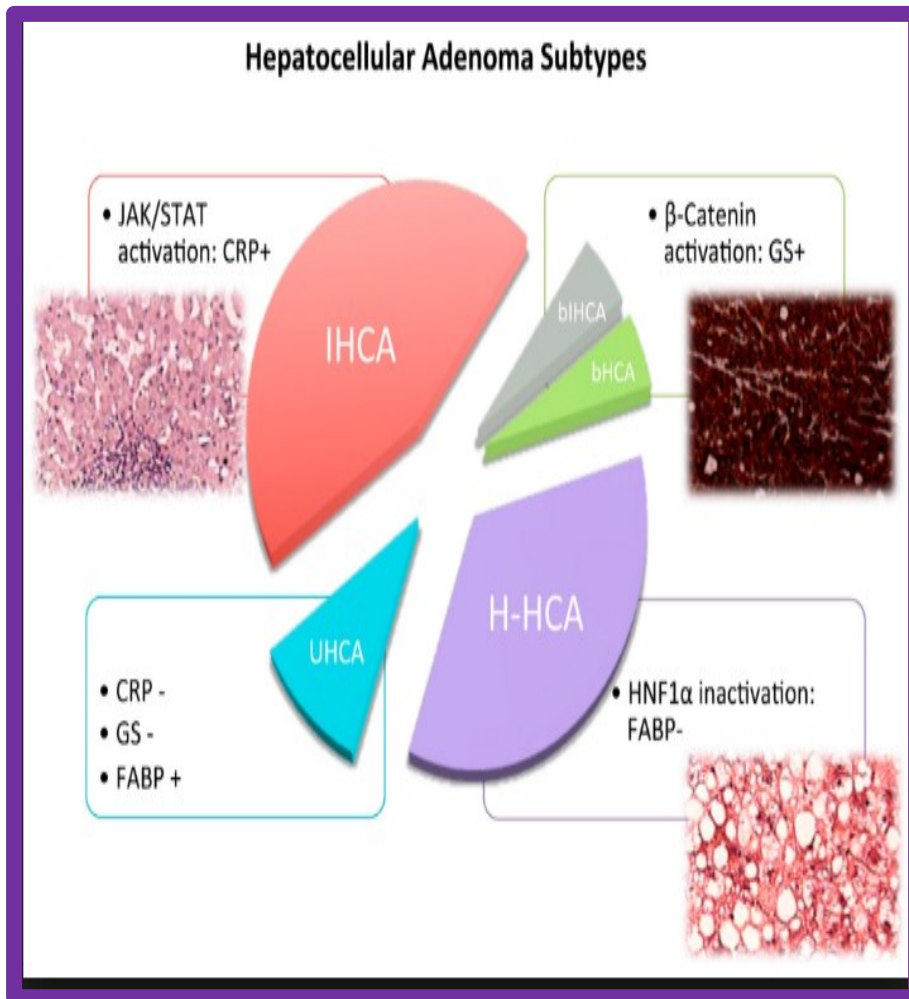 Hepatocellular Adenoma Subtypes
• JAK/STAT
activation: CRP+
• β-Catenin
activation: GS+
IHCA
bIHCA
bHCA
H-HCA
UHCA
• CRP -
• GS -
• FABP +
• HNF1α inactivation:
FABP-